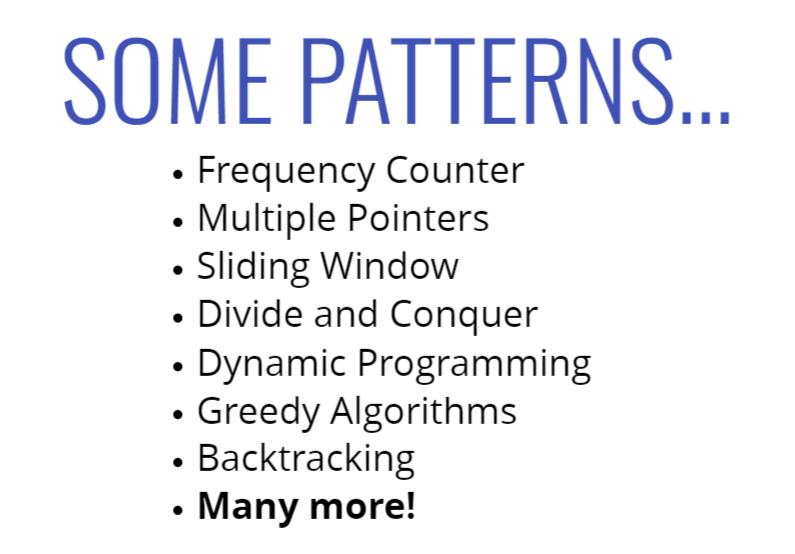 SOME PATTERNS...
• Frequency Counter
• Multiple Pointers
• Sliding Window
• Divide and Conquer
• Dynamic Programming
• Greedy Algorithms
• Backtracking
• Many more!